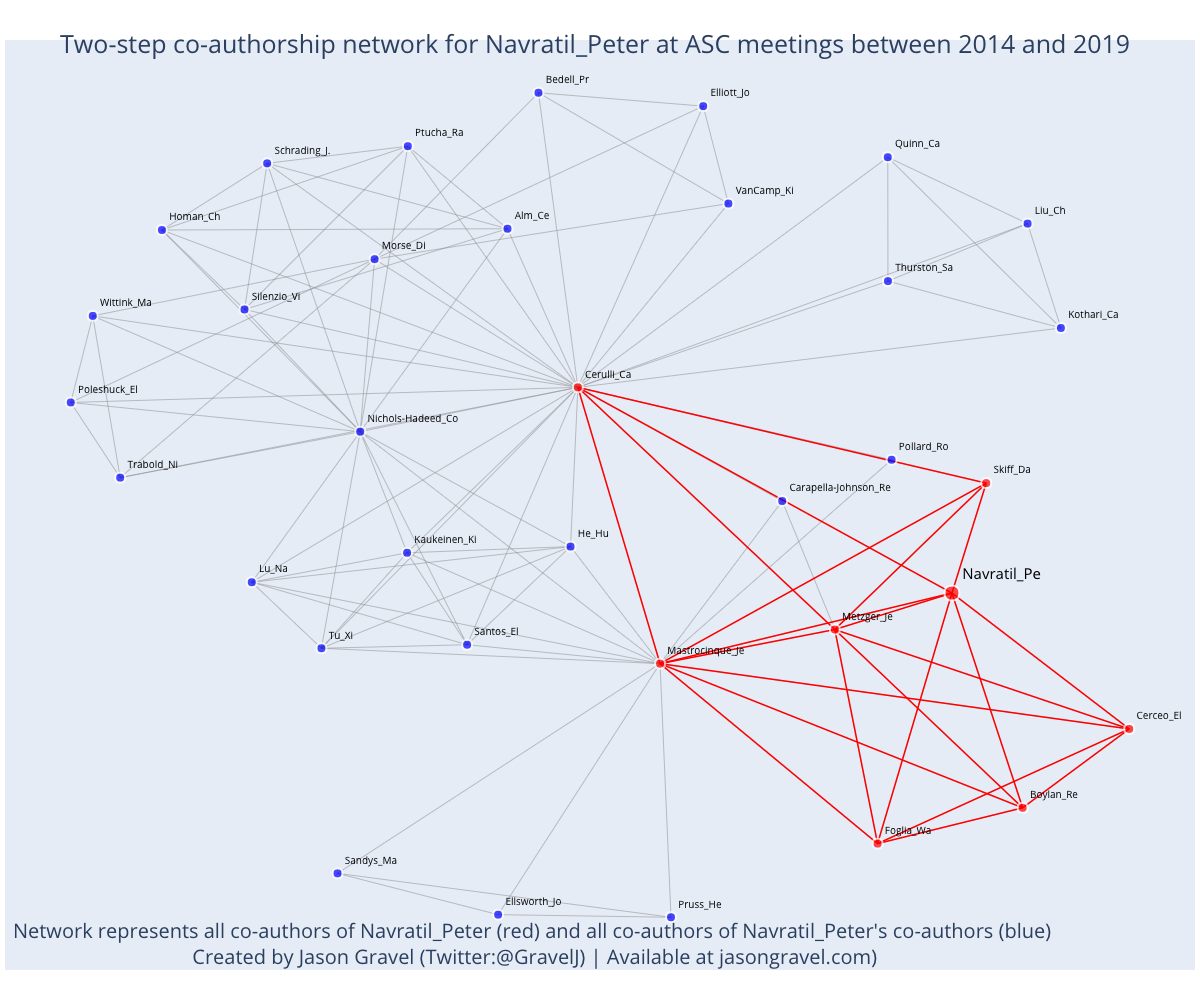 Two-step co-authorship network for Navratil_Peter at ASC meetings between 2014 and 2019
Bedell_Pr
Elliott_Jo
Ptucha_Ra
Quinn_Ca
Schrading_J.
VanCamp_Ki
Liu_Ch
Homan_Ch
Alm_Ce
Morse_Di
Thurston_Sa
Silenzio_Vi
Wittink_Ma
Kothari_Ca
Cerulli_Ca
Poleshuck_El
Nichols-Hadeed_Co
Pollard_Ro
Trabold_Ni
Skiff_Da
Carapella-Johnson_Re
He_Hu
Kaukeinen_Ki
Lu_Na
Navratil_Pe
Metzger_Je
Santos_El
Tu_Xi
Mastrocinque_Je
Cerceo_El
Boylan_Re
Foglia_Wa
Sandys_Ma
Ellsworth_Jo
Pruss_He
Network represents all co-authors of Navratil_Peter (red) and all co-authors of Navratil_Peter's co-authors (blue)
Created by Jason Gravel (Twitter:@GravelJ) | Available at jasongravel.com)